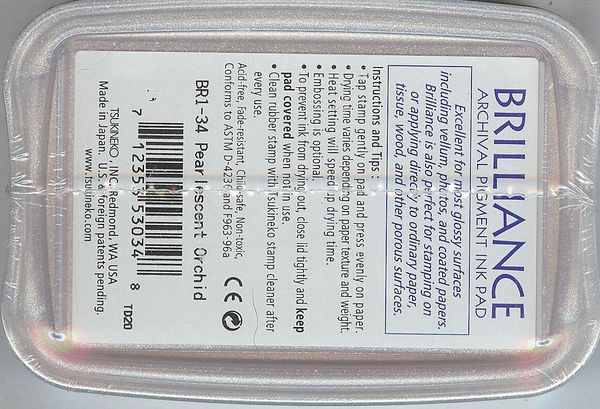 BRILLIANCE
ARCHIVAL PIGMENT INK PAD
Excellent for most glossy surfaces
including vellum, photos, and coated papers.
Brilliance is also perfect for stamping on
or applying directly to ordinary paper,
tissue, wood, and other porous surfaces.
Instructions and Tips:
• Tap stamp gently on pad and press evenly on paper.
• Drying time varies depending on paper texture and weight.
• Heat setting will speed up drying time.
• Embossing is optional.
• To prevent ink from drying out, close lid tightly and keep
pad covered when not in use.
• Clean rubber stamp with Tsukineko stamp cleaner after
every use.
Acid-free, Fade-resistant, Child-safe, Non-toxic,
Conforms to ASTM D-4236 and F963-96a
CE
BR1-34 Pearlescent Orchid
7 12353 53034 8
TD20
TSUKINEKO, INC. Redmond, WA USA
Made in Japan. U.S. & foreign patents pending.
www.tsukineko.com